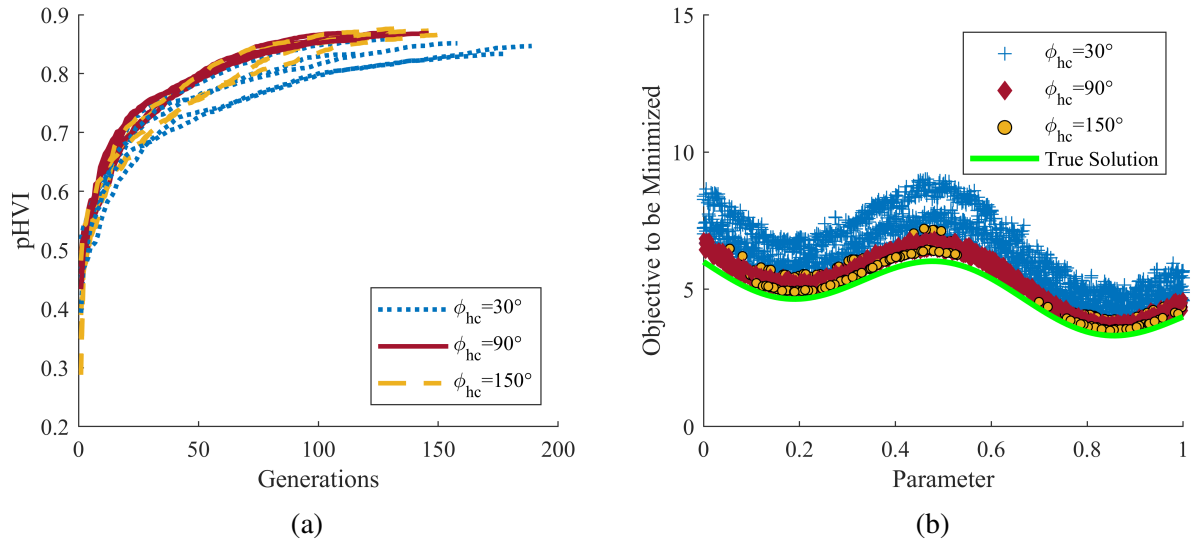 0.9
0.8
0.7
0.6
0.5
0.4
0.3
0.2
pHVI
0
50
100
150
200
Generations
ϕhc=30°
ϕhc=90°
ϕhc=150°
(a)
15
10
5
0
Objective to be Minimized
0
0.2
0.4
0.6
0.8
1
Parameter
ϕhc=30°
ϕhc=90°
ϕhc=150°
True Solution
(b)